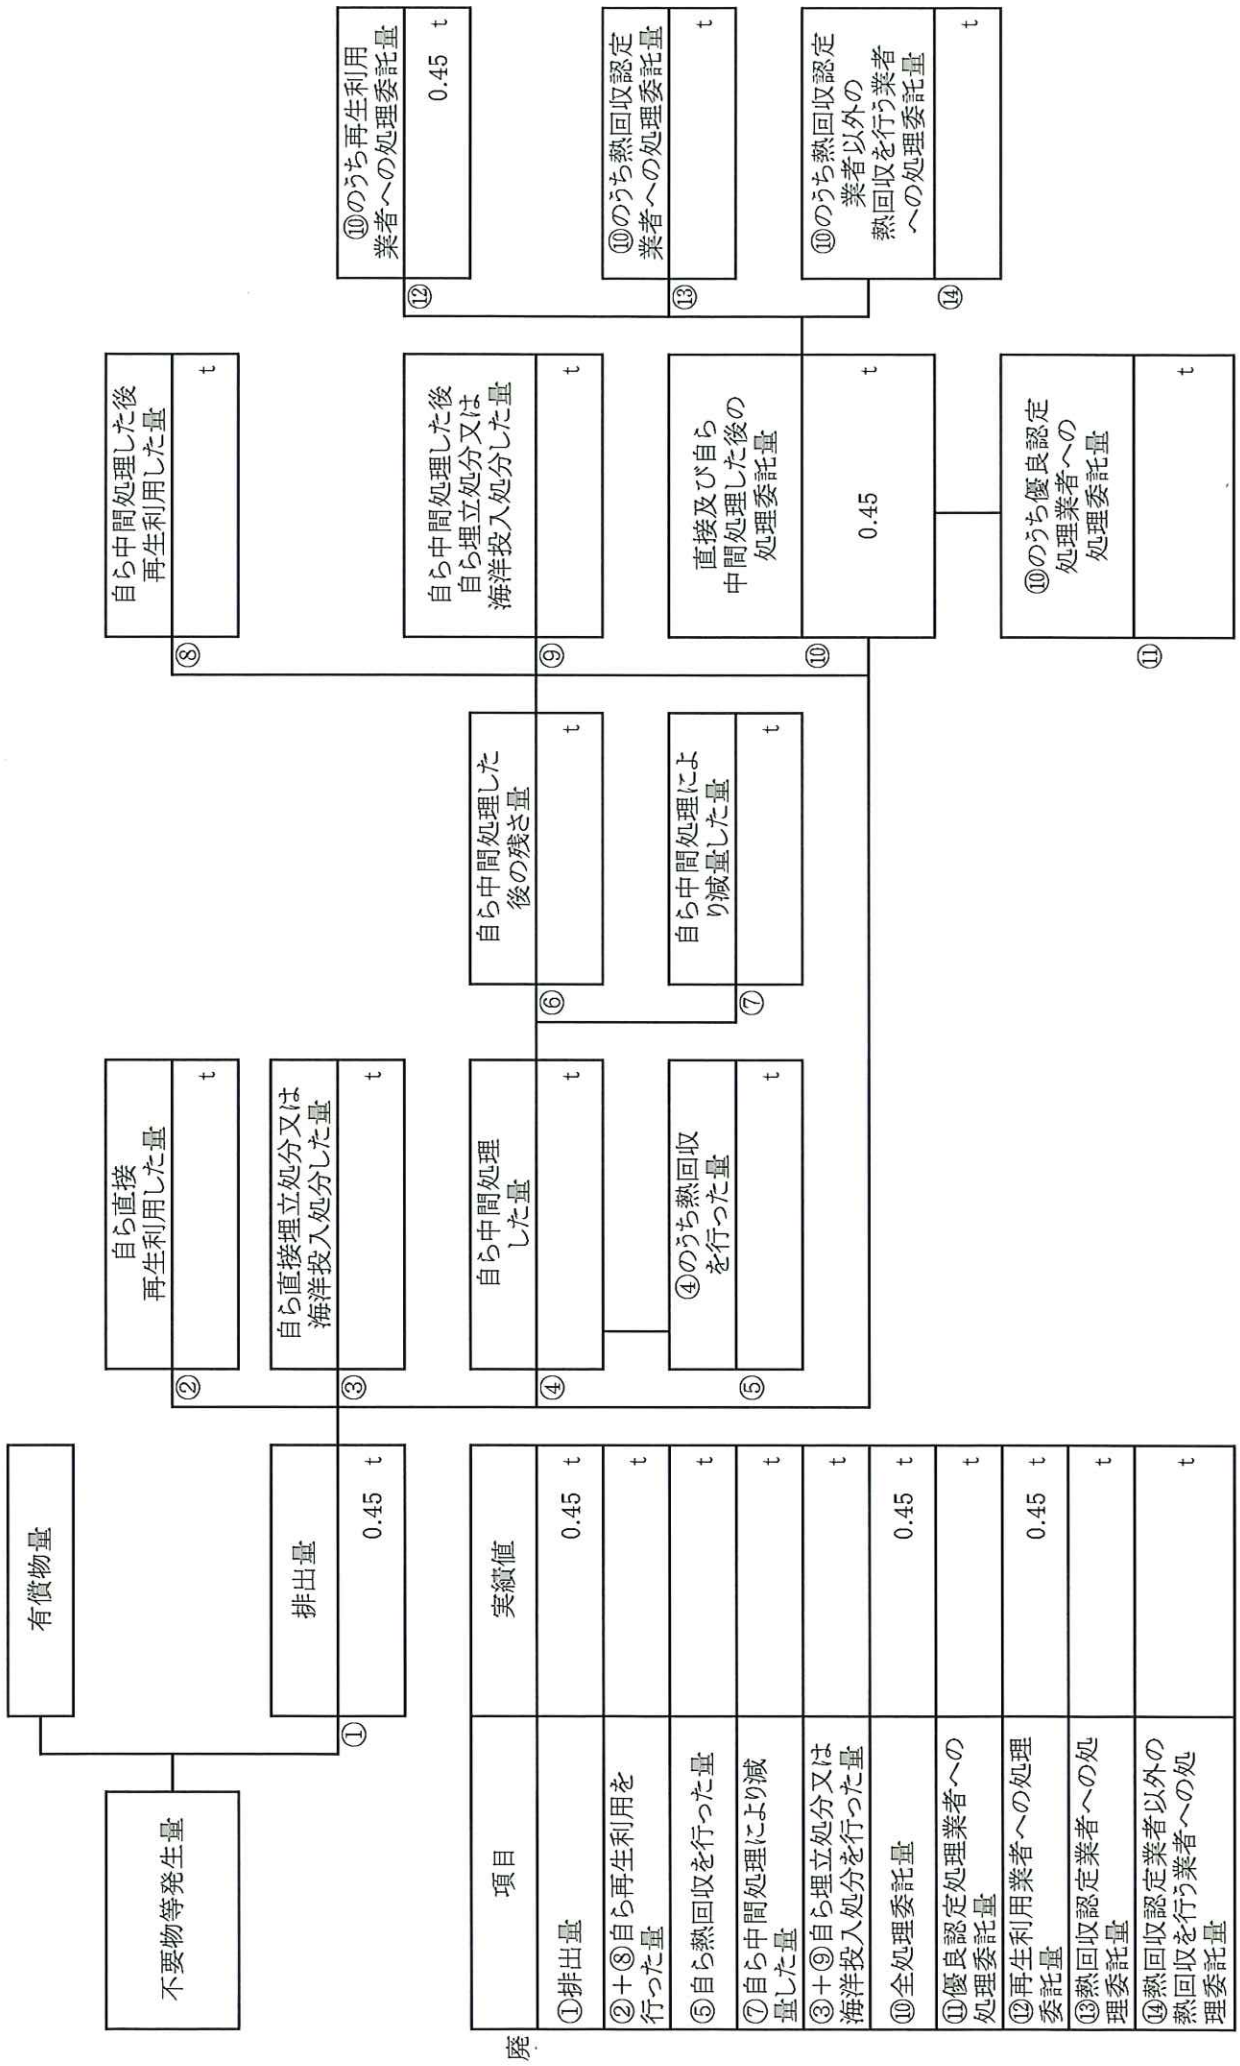 不要物等発生量
有償物量
排出量
①
0.45 t
自ら直接
再生利用した量
②
t
自ら直接埋立処分又は
海洋投入処分した量
③
t
自ら中間処理
した量
④
t
④のうち熱回収
を行った量
⑤
t
自ら中間処理した
後の残さ量
⑥
t
自ら中間処理によ
り減量した量
⑦
t
自ら中間処理した後
再生利用した量
⑧
t
自ら中間処理した後
自ら埋立処分又は
海洋投入処分した量
⑨
t
直接及び自ら
中間処理した後の
処理委託量
⑩
0.45 t
⑩のうち優良認定
処理業者への
処理委託量
⑪
t
⑩のうち再生利用
業者への処理委託量
⑫
0.45 t
⑩のうち熱回収認定
業者への処理委託量
⑬
t
⑩のうち熱回収認定
業者以外の
熱回収を行う業者
への処理委託量
⑭
t
項目 実績値
①排出量 0.45 t
②+⑧自ら再生利用を
行った量 t
⑤自ら熱回収を行った量 t
⑦自ら中間処理により減
量した量 t
③+⑨自ら埋立処分又は
海洋投入処分を行った量 t
⑩全処理委託量 0.45 t
⑪優良認定処理業者への
処理委託量 t
⑫再生利用業者への処理
委託量 0.45 t
⑬熱回収認定業者への処
理委託量 t
⑭熱回収認定業者以外の
熱回収を行う業者への処
理委託量 t
廃